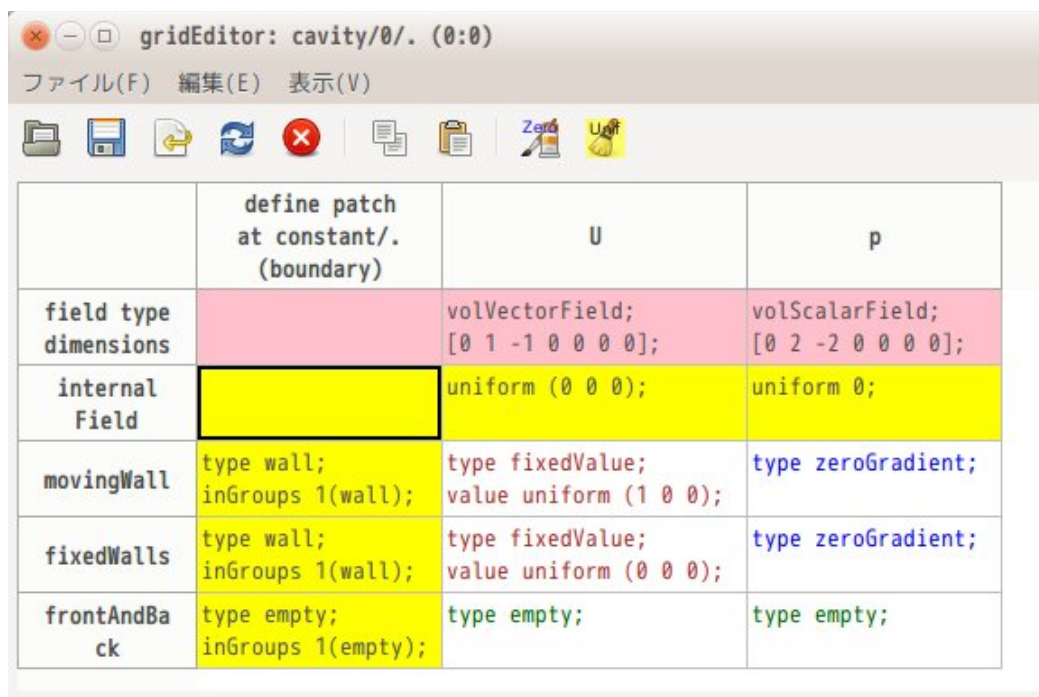 gridEditor: cavity/0/. (0:0)
ファイル(F) 編集(E) 表示(V)
Zero Unif
define patch
at constant/.
(boundary)
U
p
field type
dimensions
volVectorField;
[0 1 -1 0 0 0 0];
volScalarField;
[0 2 -2 0 0 0 0];
internal
Field
uniform (0 0 0);
uniform 0;
movingWall
type wall;
inGroups 1(wall);
type fixedValue;
value uniform (1 0 0);
type zeroGradient;
fixedWalls
type wall;
inGroups 1(wall);
type fixedValue;
value uniform (0 0 0);
type zeroGradient;
frontAndBa
ck
type empty;
inGroups 1(empty);
type empty;
type empty;